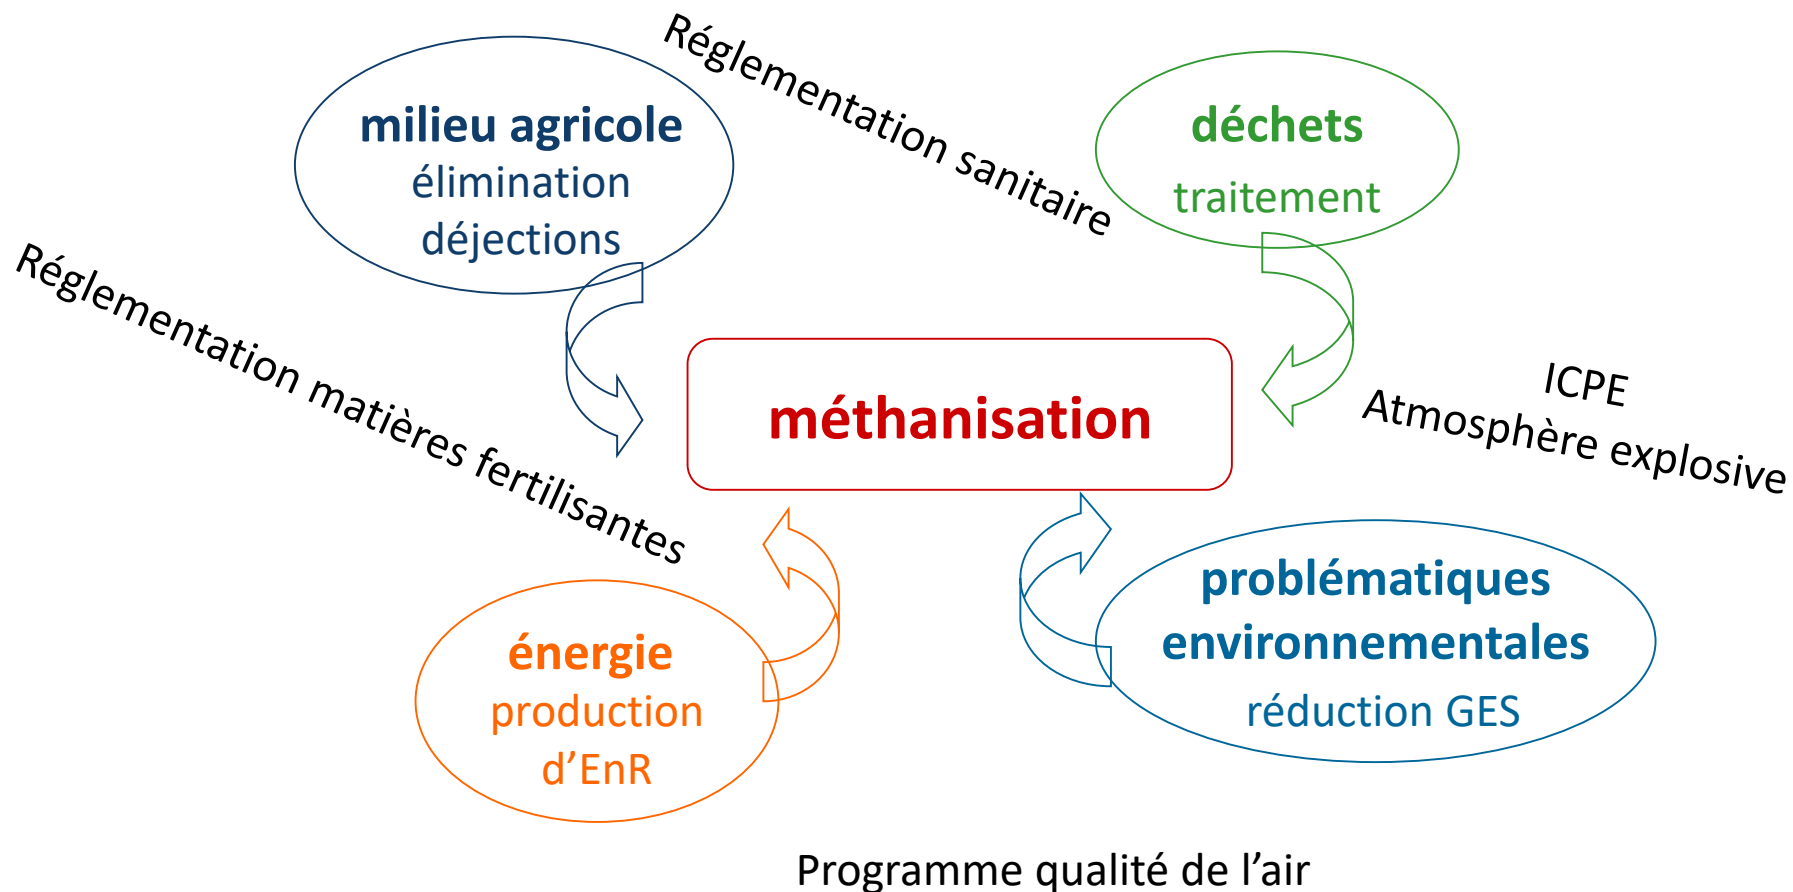 Réglementation sanitaire
milieu agricole
élimination
déjections
déchets
traitement
Réglementation matières fertilisantes
méthanisation
ICPE
Atmosphère explosive
énergie
production
d’EnR
problématiques
environnementales
réduction GES
Programme qualité de l’air